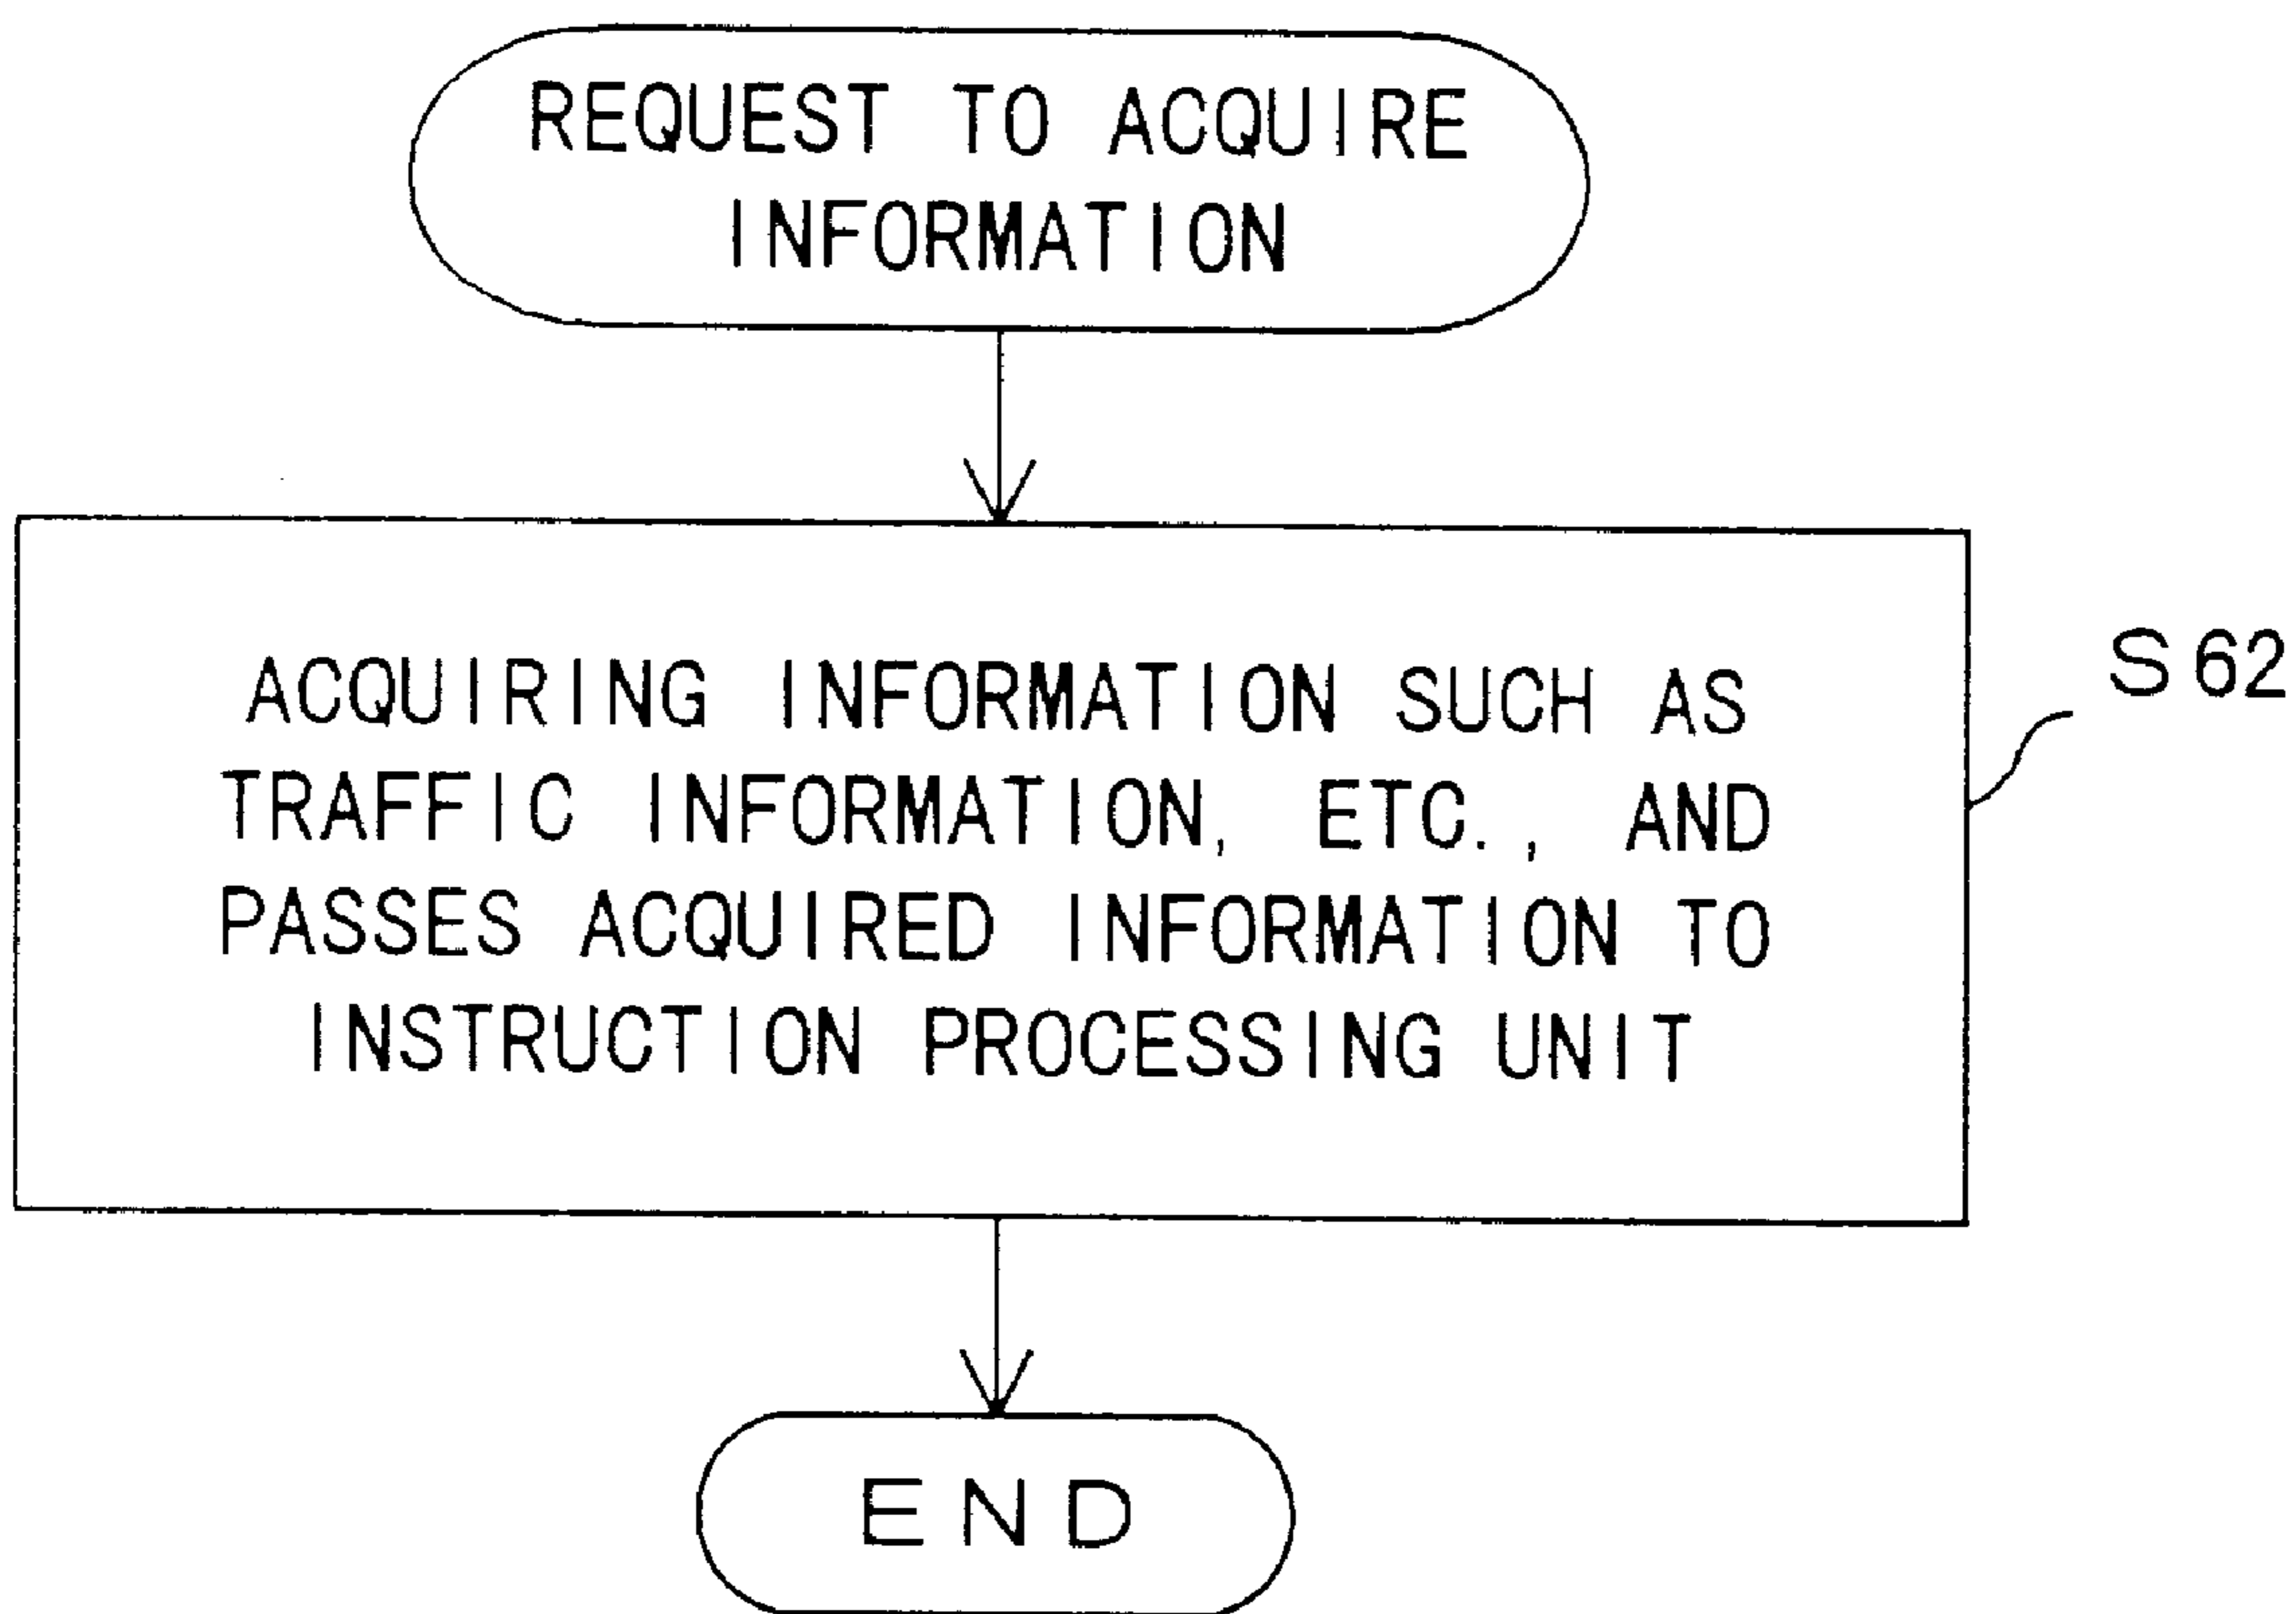 REQUEST TO ACQUIRE
INFORMATION
ACQUIRING INFORMATION SUCH AS
TRAFFIC INFORMATION, ETC., AND
PASSES ACQUIRED INFORMATION TO
INSTRUCTION PROCESSING UNIT
S62
END